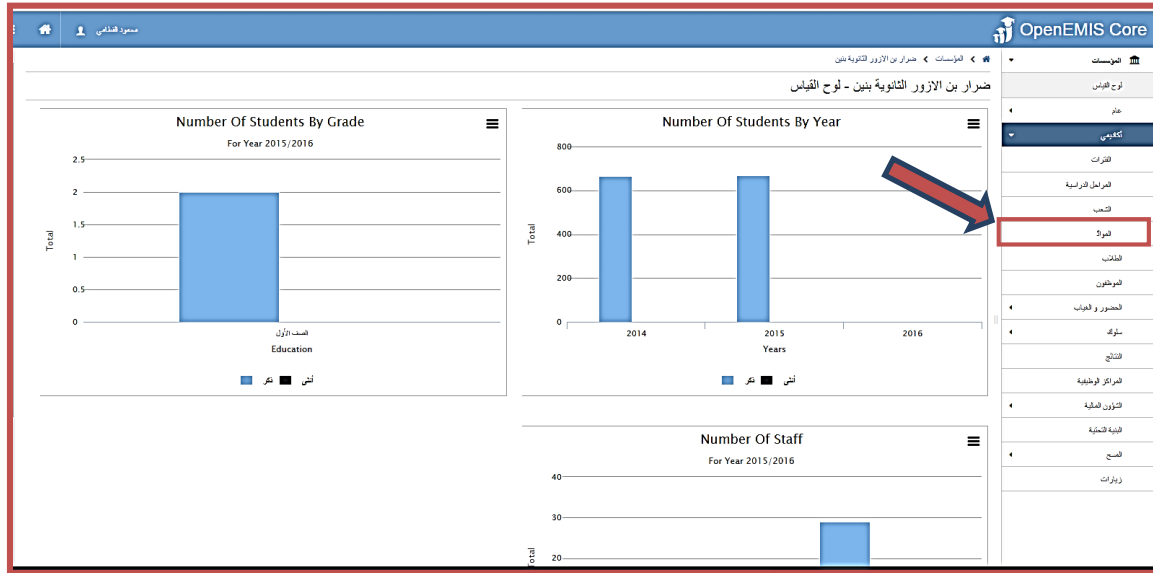 OpenEMIS Core
محمود قطامي
المؤسسات
المؤسسات
ضرار بن الازور الثانوية بنين
ضرار بن الازور الثانوية بنين - لوح القياس
لوح القياس
عام
أكاديمي
الفترات
المراحل الدراسية
الشعب
المواد
الطلاب
الموظفون
الحضور و الغياب
سلوك
النتائج
المراكز الوظيفية
الشؤون المالية
البنية التحتية
المسح
زيارات
Number Of Students By Year
800
600
400
200
0
Total
2014
2015
2016
Years
ذكر
أنثى
Number Of Students By Grade
For Year 2015/2016
2.5
2
1.5
1
0.5
0
Total
الصف الأول
Education
ذكر
أنثى
Number Of Staff
For Year 2015/2016
40
30
20
Total